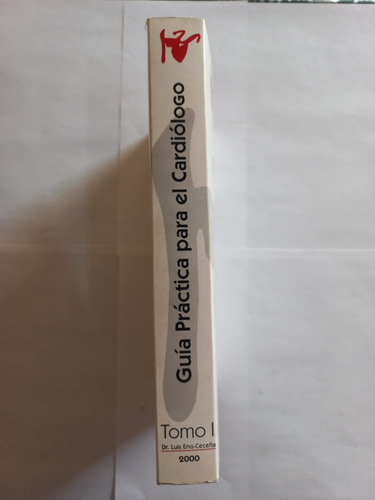 Guía Práctica para el CardiólOGO
Tomo I
Dr. Luis Eng-Ceceña
2000